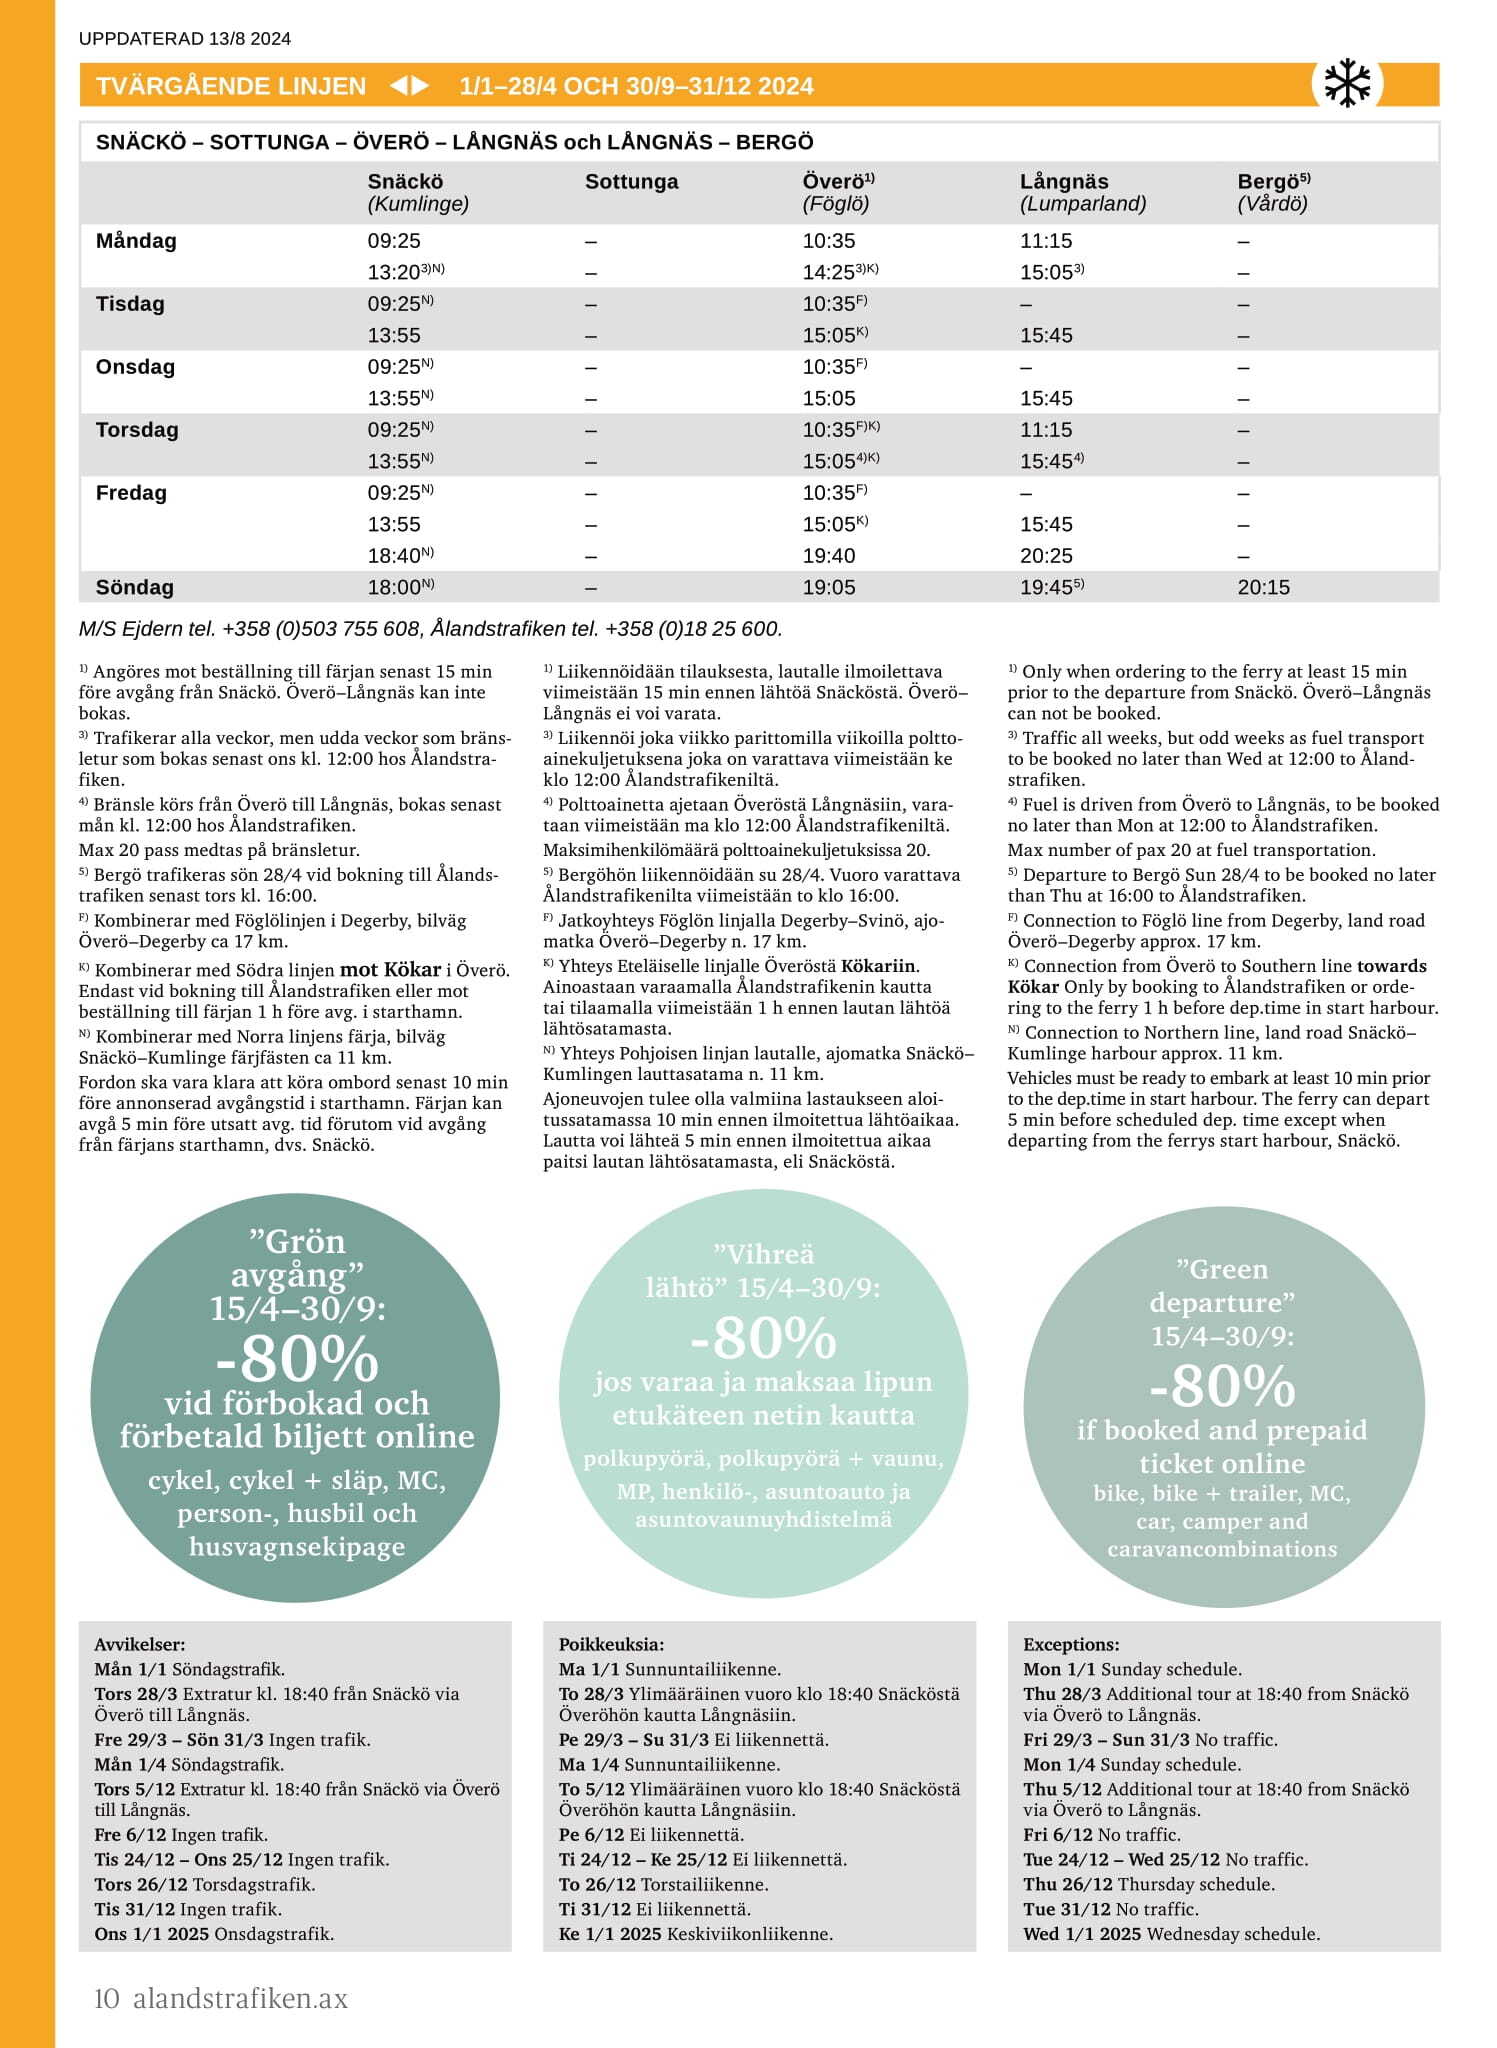 UPPDATERAD 13/8 2024
TVÄRGÅENDE LINJEN ◀▶ 1/1–28/4 OCH 30/9–31/12 2024
SNÄCKÖ – SOTTUNGA – ÖVERÖ – LÅNGNÄS och LÅNGNÄS – BERGÖ
Snäckö Sottunga Överö1) Långnäs Bergö5)
(Kumlinge) (Föglö) (Lumparland) (Vårdö)
Måndag 09:25 – 10:35 11:15 –
13:203)N) – 14:253)K) 15:053) –
Tisdag 09:25N) – 10:35F) – –
13:55 – 15:05K) 15:45 –
Onsdag 09:25N) – 10:35F) – –
13:55N) – 15:05 15:45 –
Torsdag 09:25N) – 10:35F)K) 11:15 –
13:55N) – 15:054)K) 15:454) –
Fredag 09:25N) – 10:35F) – –
13:55 – 15:05K) 15:45 –
18:40N) – 19:40 20:25 –
Söndag 18:00N) – 19:05 19:455) 20:15
M/S Ejdern tel. +358 (0)503 755 608, Ålandstrafiken tel. +358 (0)18 25 600.
1) Angöres mot beställning till färjan senast 15 min
före avgång från Snäckö. Överö–Långnäs kan inte
bokas.
3) Trafikerar alla veckor, men udda veckor som bräns-
letur som bokas senast ons kl. 12:00 hos Ålandstra-
fiken.
4) Bränsle körs från Överö till Långnäs, bokas senast
mån kl. 12:00 hos Ålandstrafiken.
Max 20 pass medtas på bränsletur.
5) Bergö trafikeras sön 28/4 vid bokning till Ålands-
trafiken senast tors kl. 16:00.
F) Kombinerar med Föglölinjen i Degerby, bilväg
Överö–Degerby ca 17 km.
K) Kombinerar med Södra linjen mot Kökar i Överö.
Endast vid bokning till Ålandstrafiken eller mot
beställning till färjan 1 h före avg. i starthamn.
N) Kombinerar med Norra linjens färja, bilväg
Snäckö–Kumlinge färjfästen ca 11 km.
Fordon ska vara klara att köra ombord senast 10 min
före annonserad avgångstid i starthamn. Färjan kan
avgå 5 min före utsatt avg. tid förutom vid avgång
från färjans starthamn, dvs. Snäckö.
1) Liikennöidään tilauksesta, lautalle ilmoilettava
viimeistään 15 min ennen lähtöä Snäcköstä. Överö–
Långnäs ei voi varata.
3) Liikennöi joka viikko parittomilla viikoilla poltto-
ainekuljetuksena joka on varattava viimeistään ke
klo 12:00 Ålandstrafikeniltä.
4) Polttoainetta ajetaan Överöstä Långnäsiin, vara-
taan viimeistään ma klo 12:00 Ålandstrafikeniltä.
Maksimihenkilömäärä polttoainekuljetuksissa 20.
5) Bergöhön liikennöidään su 28/4. Vuoro varattava
Ålandstrafikenilta viimeistään to klo 16:00.
F) Jatkoyhteys Föglön linjalla Degerby–Svinö, ajo-
matka Överö–Degerby n. 17 km.
K) Yhteys Eteläiselle linjalle Överöstä Kökariin.
Ainoastaan varaamalla Ålandstrafikenin kautta
tai tilaamalla viimeistään 1 h ennen lautan lähtöä
lähtösatamasta.
N) Yhteys Pohjoisen linjan lautalle, ajomatka Snäckö–
Kumlingen lauttasatama n. 11 km.
Ajoneuvojen tulee olla valmiina lastaukseen aloi-
tussatamassa 10 min ennen ilmoitettua lähtöaikaa.
Lautta voi lähteä 5 min ennen ilmoitettua aikaa
paitsi lautan lähtösatamasta, eli Snäcköstä.
1) Only when ordering to the ferry at least 15 min
prior to the departure from Snäckö. Överö–Långnäs
can not be booked.
3) Traffic all weeks, but odd weeks as fuel transport
to be booked no later than Wed at 12:00 to Åland-
strafiken.
4) Fuel is driven from Överö to Långnäs, to be booked
no later than Mon at 12:00 to Ålandstrafiken.
Max number of pax 20 at fuel transportation.
5) Departure to Bergö Su 28/4 to be booked no later
than Thu at 16:00 to Ålandstrafiken.
F) Connection to Föglö line from Degerby, land road
Överö–Degerby approx. 17 km.
K) Connection from Överö to Southern line towards
Kökar Only by booking to Ålandstrafiken or orde-
ring to the ferry 1 h before dep.time in start harbour.
N) Connection to Northern line, land road Snäckö–
Kumlinge harbour approx. 11 km.
Vehicles must be ready to embark at least 10 min prior
to the dep.time in start harbour. The ferry can depart
5 min before scheduled dep. time except when
departing from the ferrys start harbour, Snäckö.
”Grön
avgång”
15/4–30/9:
-80%
vid förbokad och
förbetald biljett online
cykel, cykel + släp, MC,
person-, husbil och
husvagnsekipage
”Vihreä
lähtö” 15/4–30/9:
-80%
jos varaa ja maksaa lipun
etukäteen netin kautta
polkupyörä, polkupyörä + vaunu,
MP, henkilö-, asuntoauto ja
asuntovaunuyhdistelmä
”Green
departure”
15/4–30/9:
-80%
if booked and prepaid
ticket online
bike, bike + trailer, MC,
car, camper and
caravancombinations
Avvikelser:
Mån 1/1 Söndagstrafik.
Tors 28/3 Extratur kl. 18:40 från Snäckö via
Överö till Långnäs.
Fre 29/3 – Sön 31/3 Ingen trafik.
Mån 1/4 Söndagstrafik.
Tors 5/12 Extratur kl. 18:40 från Snäckö via Överö
till Långnäs.
Fre 6/12 Ingen trafik.
Tis 24/12 – Ons 25/12 Ingen trafik.
Tors 26/12 Torsdagstrafik.
Tis 31/12 Ingen trafik.
Ons 1/1 2025 Onsdagstrafik.
Poikkeuksia:
Ma 1/1 Sunnuntailiikenne.
To 28/3 Ylimääräinen vuoro klo 18:40 Snäcköstä
Överöhön kautta Långnäsiin.
Pe 29/3 – Su 31/3 Ei liikennettä.
Ma 1/4 Sunnuntailiikenne.
To 5/12 Ylimääräinen vuoro klo 18:40 Snäcköstä
Överöhön kautta Långnäsiin.
Pe 6/12 Ei liikennettä.
Ti 24/12 – Ke 25/12 Ei liikennettä.
To 26/12 Torstailiikenne.
Ti 31/12 Ei liikennettä.
Ke 1/1 2025 Keskiviikonliikenne.
Exceptions:
Mon 1/1 Sunday schedule.
Thu 28/3 Additional tour at 18:40 from Snäckö
via Överö to Långnäs.
Fri 29/3 – Sun 31/3 No traffic.
Mon 1/4 Sunday schedule.
Thu 5/12 Additional tour at 18:40 from Snäckö
via Överö to Långnäs.
Fri 6/12 No traffic.
Tue 24/12 – Wed 25/12 No traffic.
Thu 26/12 Thursday schedule.
Tue 31/12 No traffic.
Wed 1/1 2025 Wednesday schedule.
10 alandstrafiken.ax